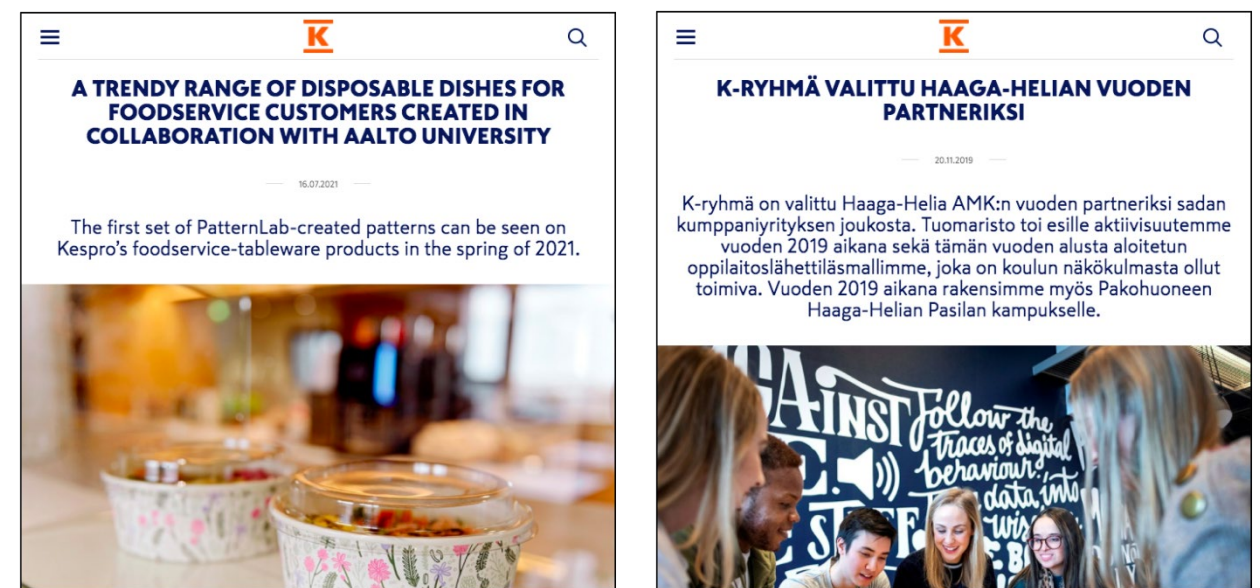 K
A TRENDY RANGE OF DISPOSABLE DISHES FOR
FOODSERVICE CUSTOMERS CREATED IN
COLLABORATION WITH AALTO UNIVERSITY
16.07.2021
The first set of PatternLab-created patterns can be seen on
Kespro's foodservice-tableware products in the spring of 2021.
K
K-RYHMÄ VALITTU HAAGA-HELIAN VUODEN
PARTNERIKSI
20.11.2019
K-ryhmä on valittu Haaga-Helia AMK:n vuoden partneriksi sadan
kumppaniyrityksen joukosta. Tuomaristo toi esille aktiivisuutemme
vuoden 2019 aikana sekä tämän vuoden alusta aloitetun
oppilaitoslähettiläsmallimme, joka on koulun näkökulmasta ollut
toimiva. Vuoden 2019 aikana rakensimme myös Pakohuoneen
Haaga-Helian Pasilan kampukselle.
Follow the
traces of digital
behaviour.
data, into